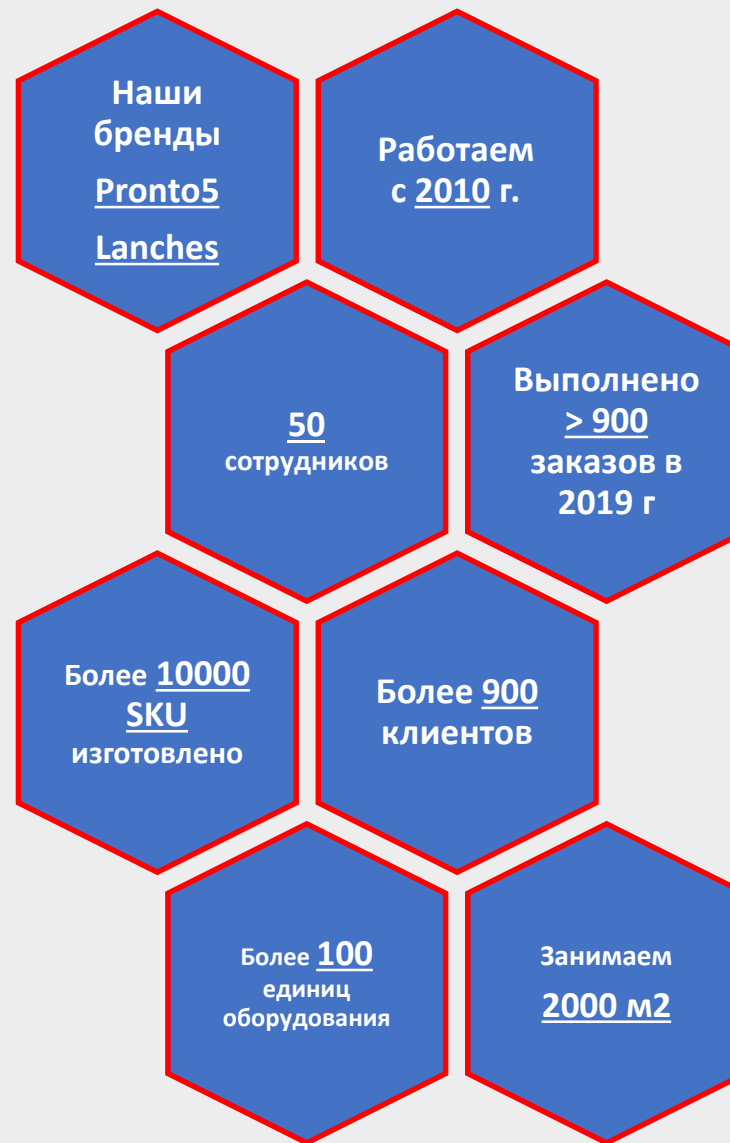 Наши
бренды
Pronto5
Lanches
Работаем
с 2010 г.
50
сотрудников
Выполнено
> 900
заказов в
2019 г
Более 10000
SKU
изготовлено
Более 900
клиентов
Более 100
единиц
оборудования
Занимаем
2000 м2